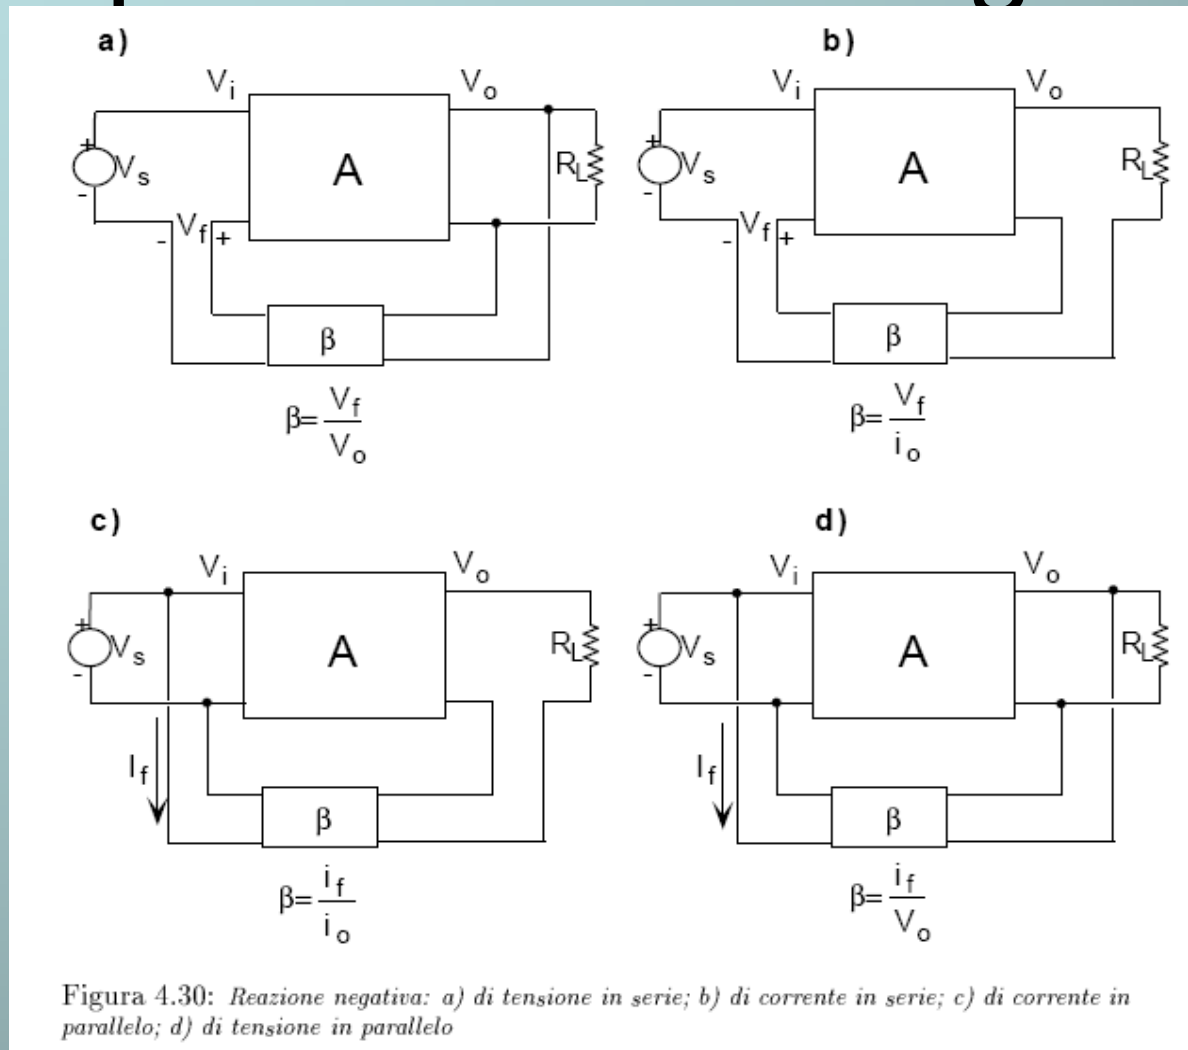 a)
b)
Vi
Vo
Vi
Vo
+
Vs
-
A
RL
+
Vs
-
A
RL
- Vf +
- Vf +
β
β
β= Vf
Vo
β= Vf
io
c)
d)
Vi
Vo
Vi
Vo
+
Vs
-
A
RL
+
Vs
-
A
RL
If
If
β
β
β= if
io
β= if
Vo
Figura 4.30: Reazione negativa: a) di tensione in serie; b) di corrente in serie; c) di corrente in
parallelo; d) di tensione in parallelo